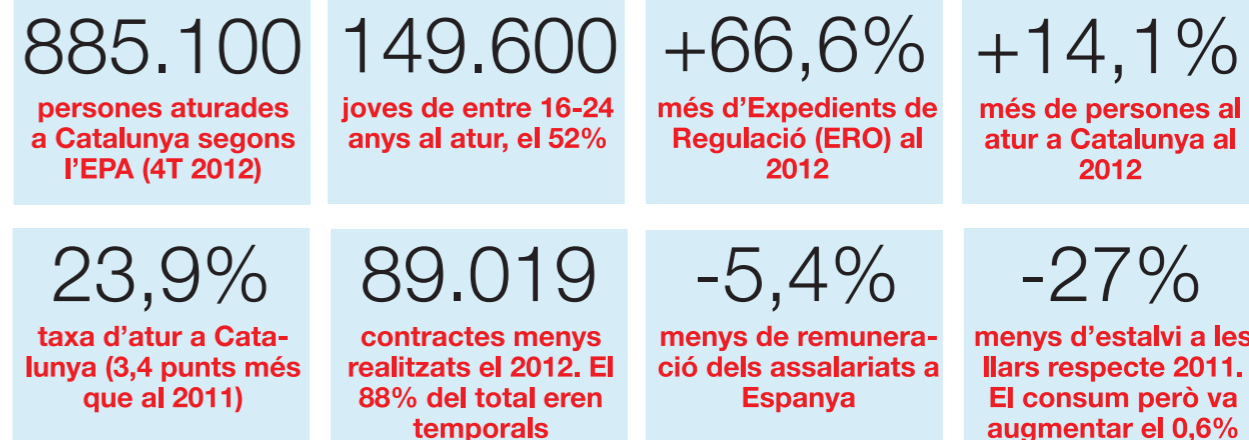 885.100
persones aturades
a Catalunya segons
l’EPA (4T 2012)
149.600
joves de entre 16-24
anys al atur, el 52%
+66,6%
més d’Expedients de
Regulació (ERO) al
2012
+14,1%
més de persones al
atur a Catalunya al
2012
23,9%
taxa d’atur a Cata-
lunya (3,4 punts més
que al 2011)
89.019
contractes menys
realitzats el 2012. El
88% del total eren
temporals
-5,4%
menys de remunera-
ció dels assalariats a
Espanya
-27%
menys d’estalvi a les
llars respecte 2011.
El consum però va
augmentar el 0,6%